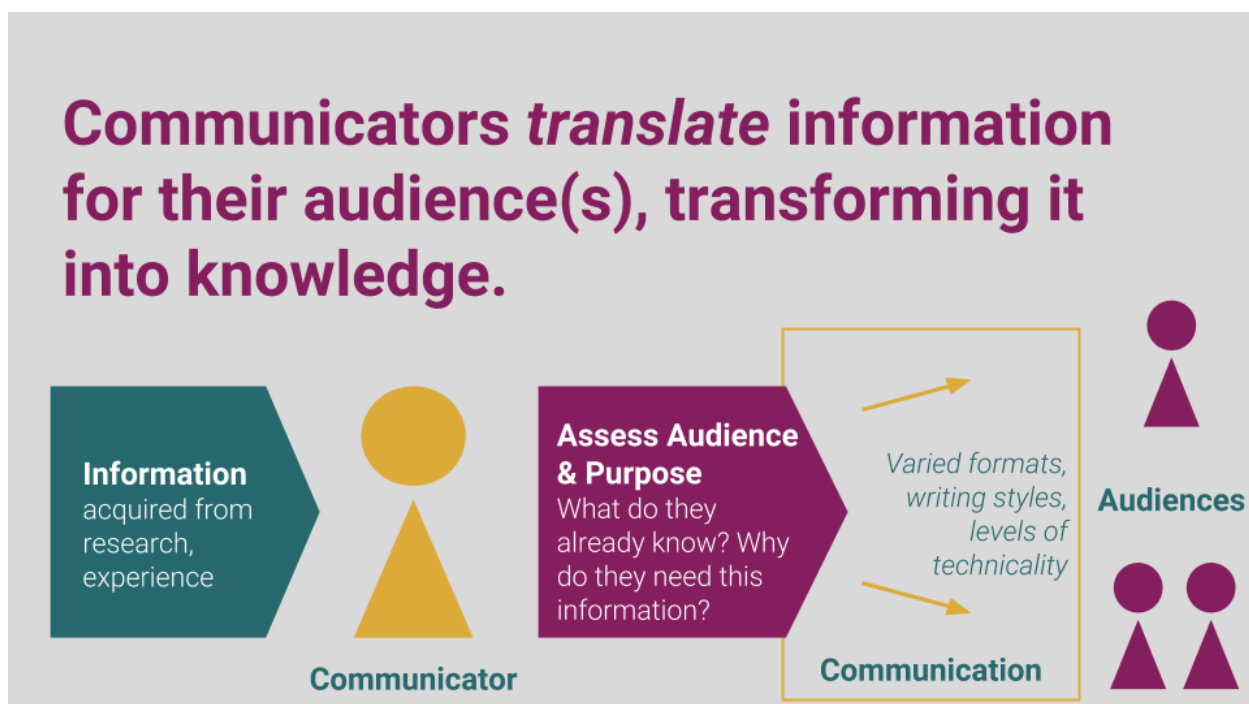 Communicators translate information
for their audience(s), transforming it
into knowledge.
Information
acquired from
research,
experience
Communicator
Assess Audience
& Purpose
What do they
already know? Why
do they need this
information?
Varied formats,
writing styles,
levels of
technicality
Communication
Audiences